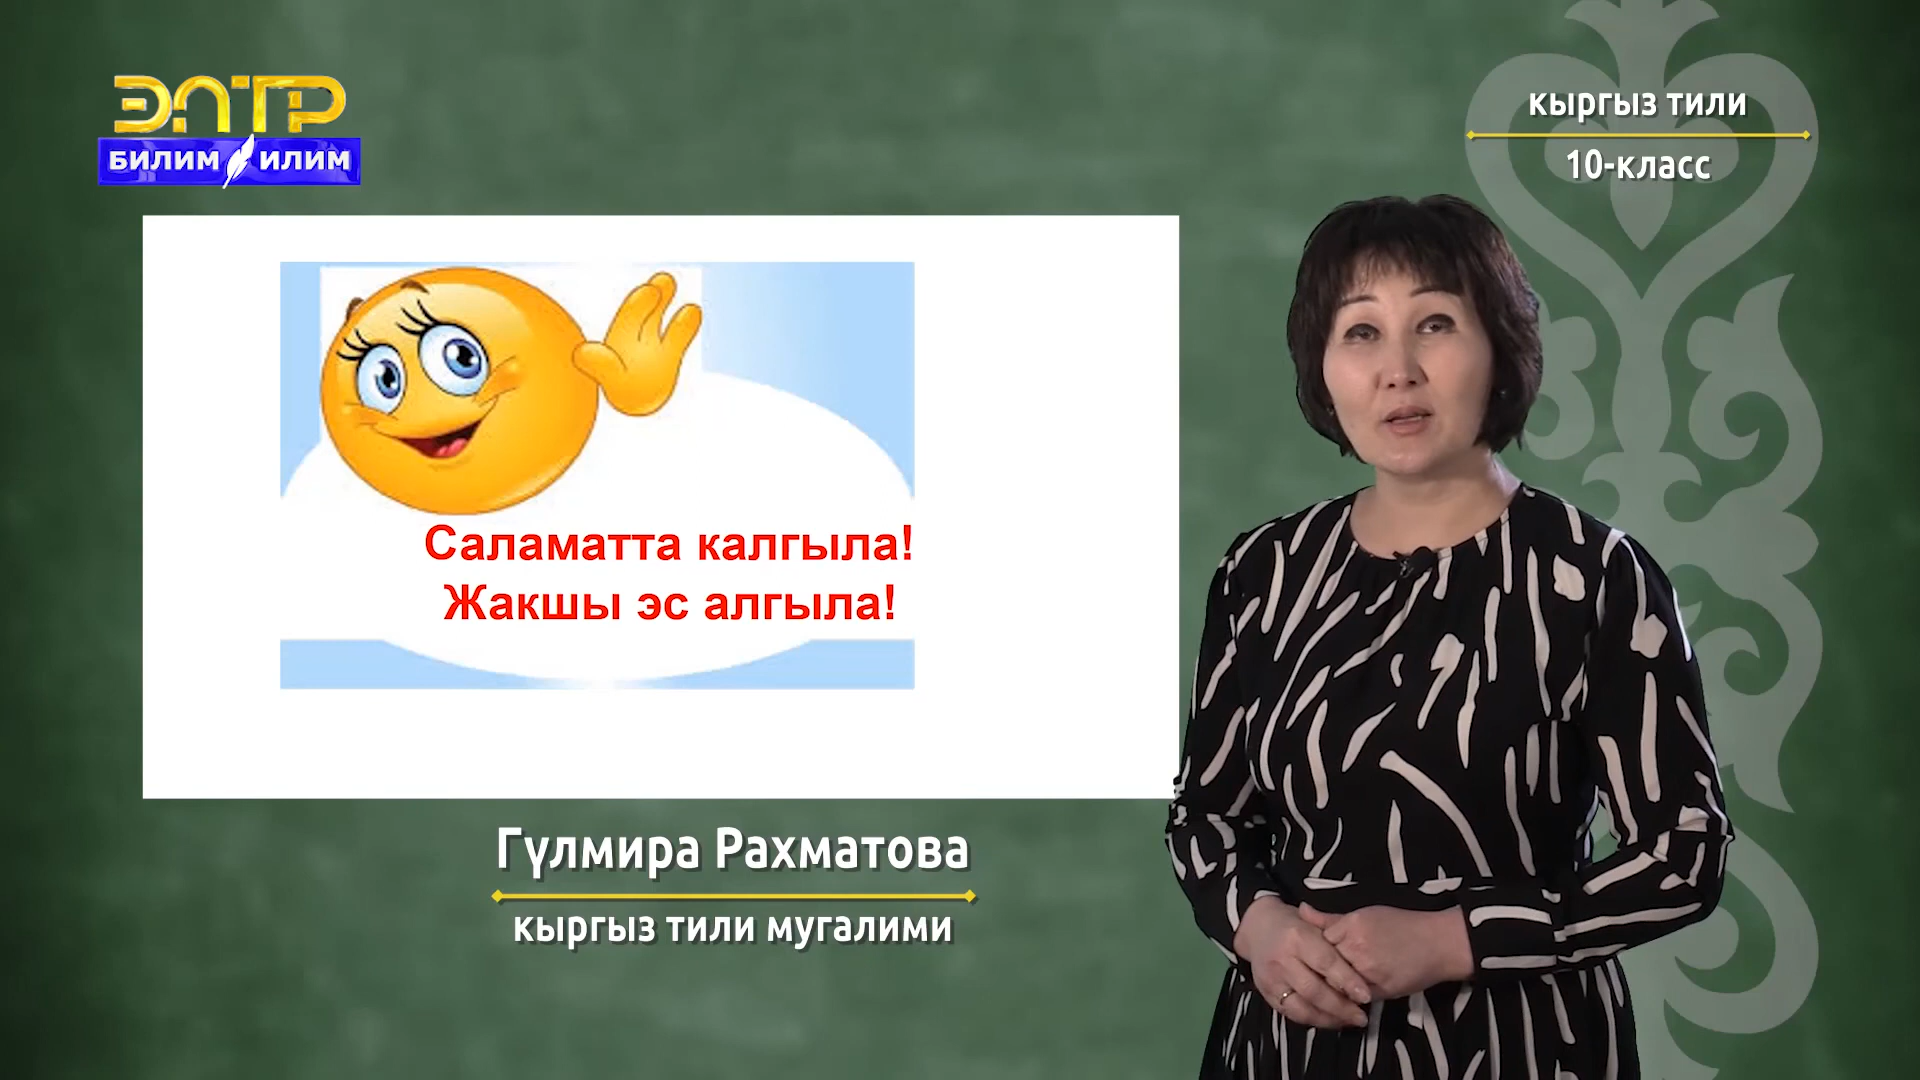 ЭЛТР
БИЛИМ ИЛИМ
кыргыз тили
10-класс
Саламатта калгыла!
Жакшы эс алгыла!
Гүлмира Рахматова
кыргыз тили мугалими